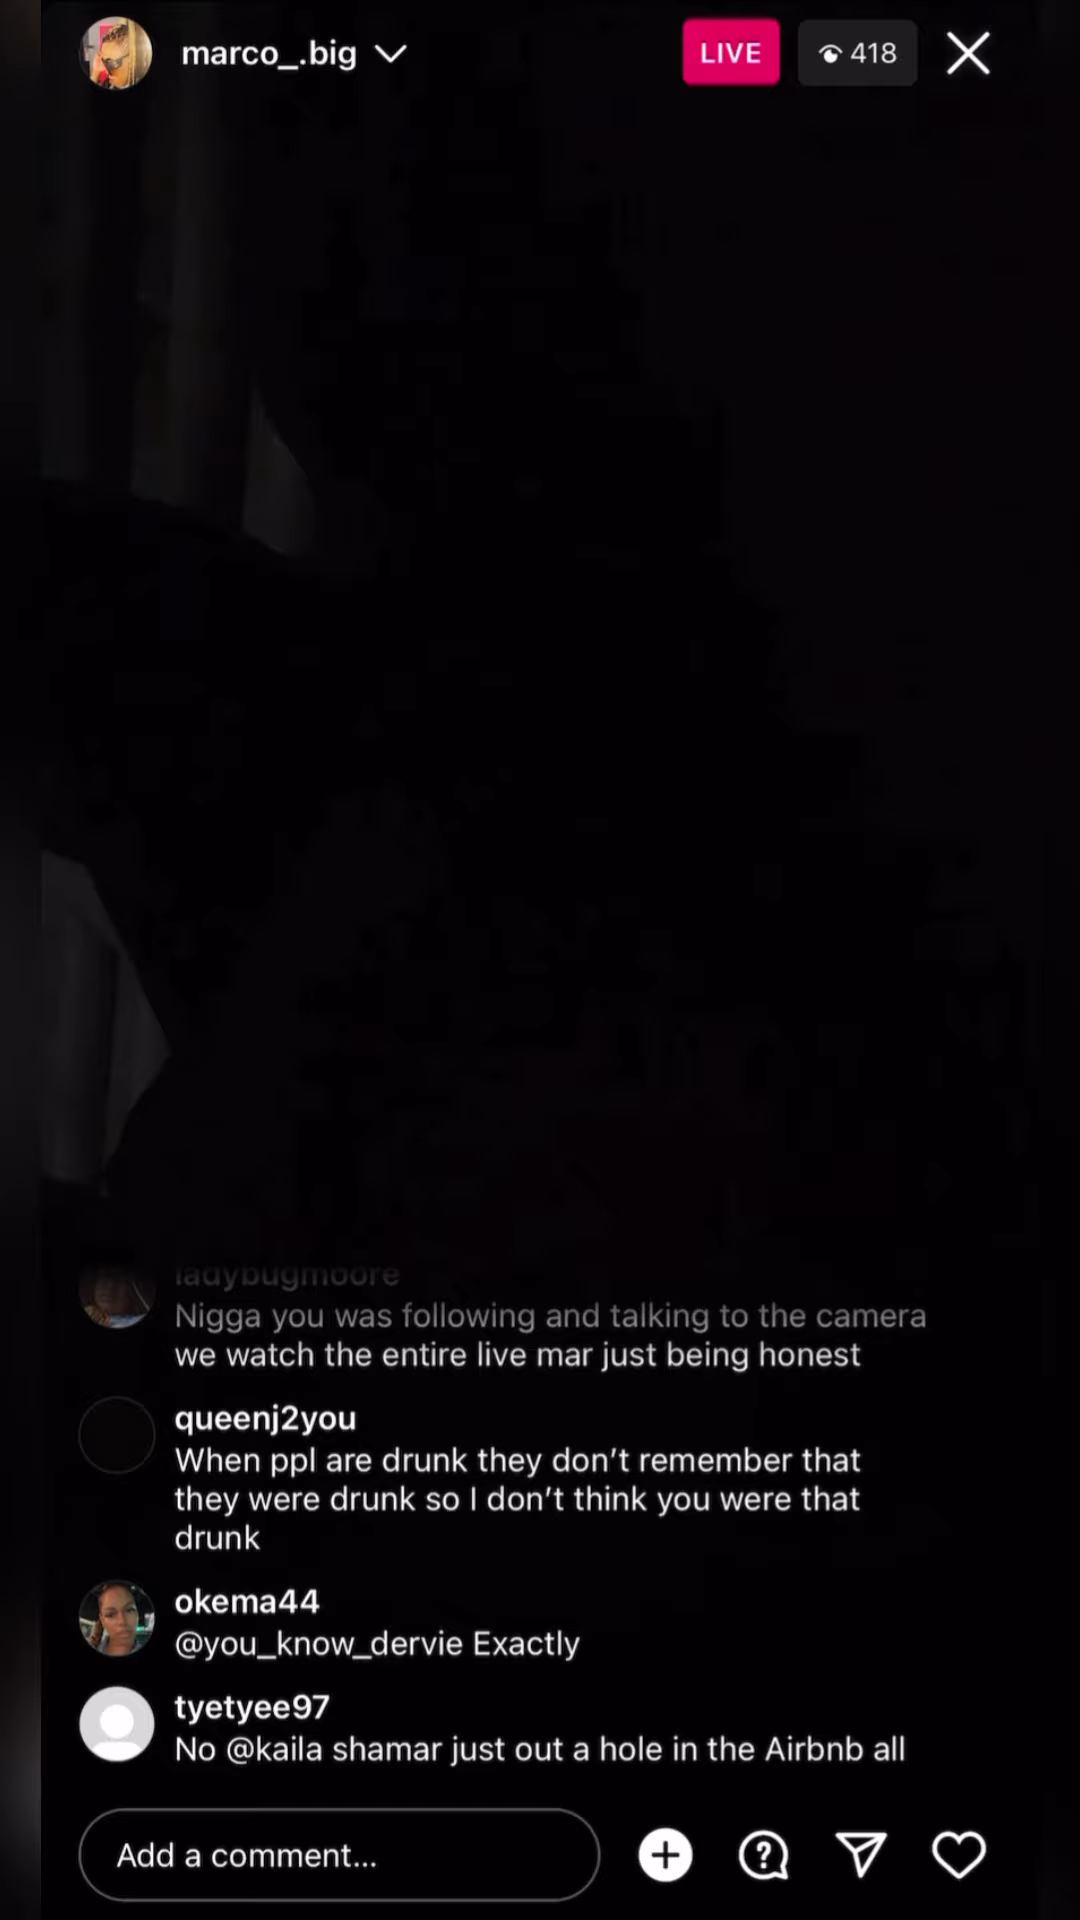 marco_.big
LIVE
418
ladybugmoore
Nigga you was following and talking to the camera
we watch the entire live mar just being honest
queenj2you
When ppl are drunk they don’t remember that
they were drunk so I don’t think you were that
drunk
okema44
@you_know_dervie Exactly
tyetyee97
No @kaila shamar just out a hole in the Airbnb all
Add a comment...